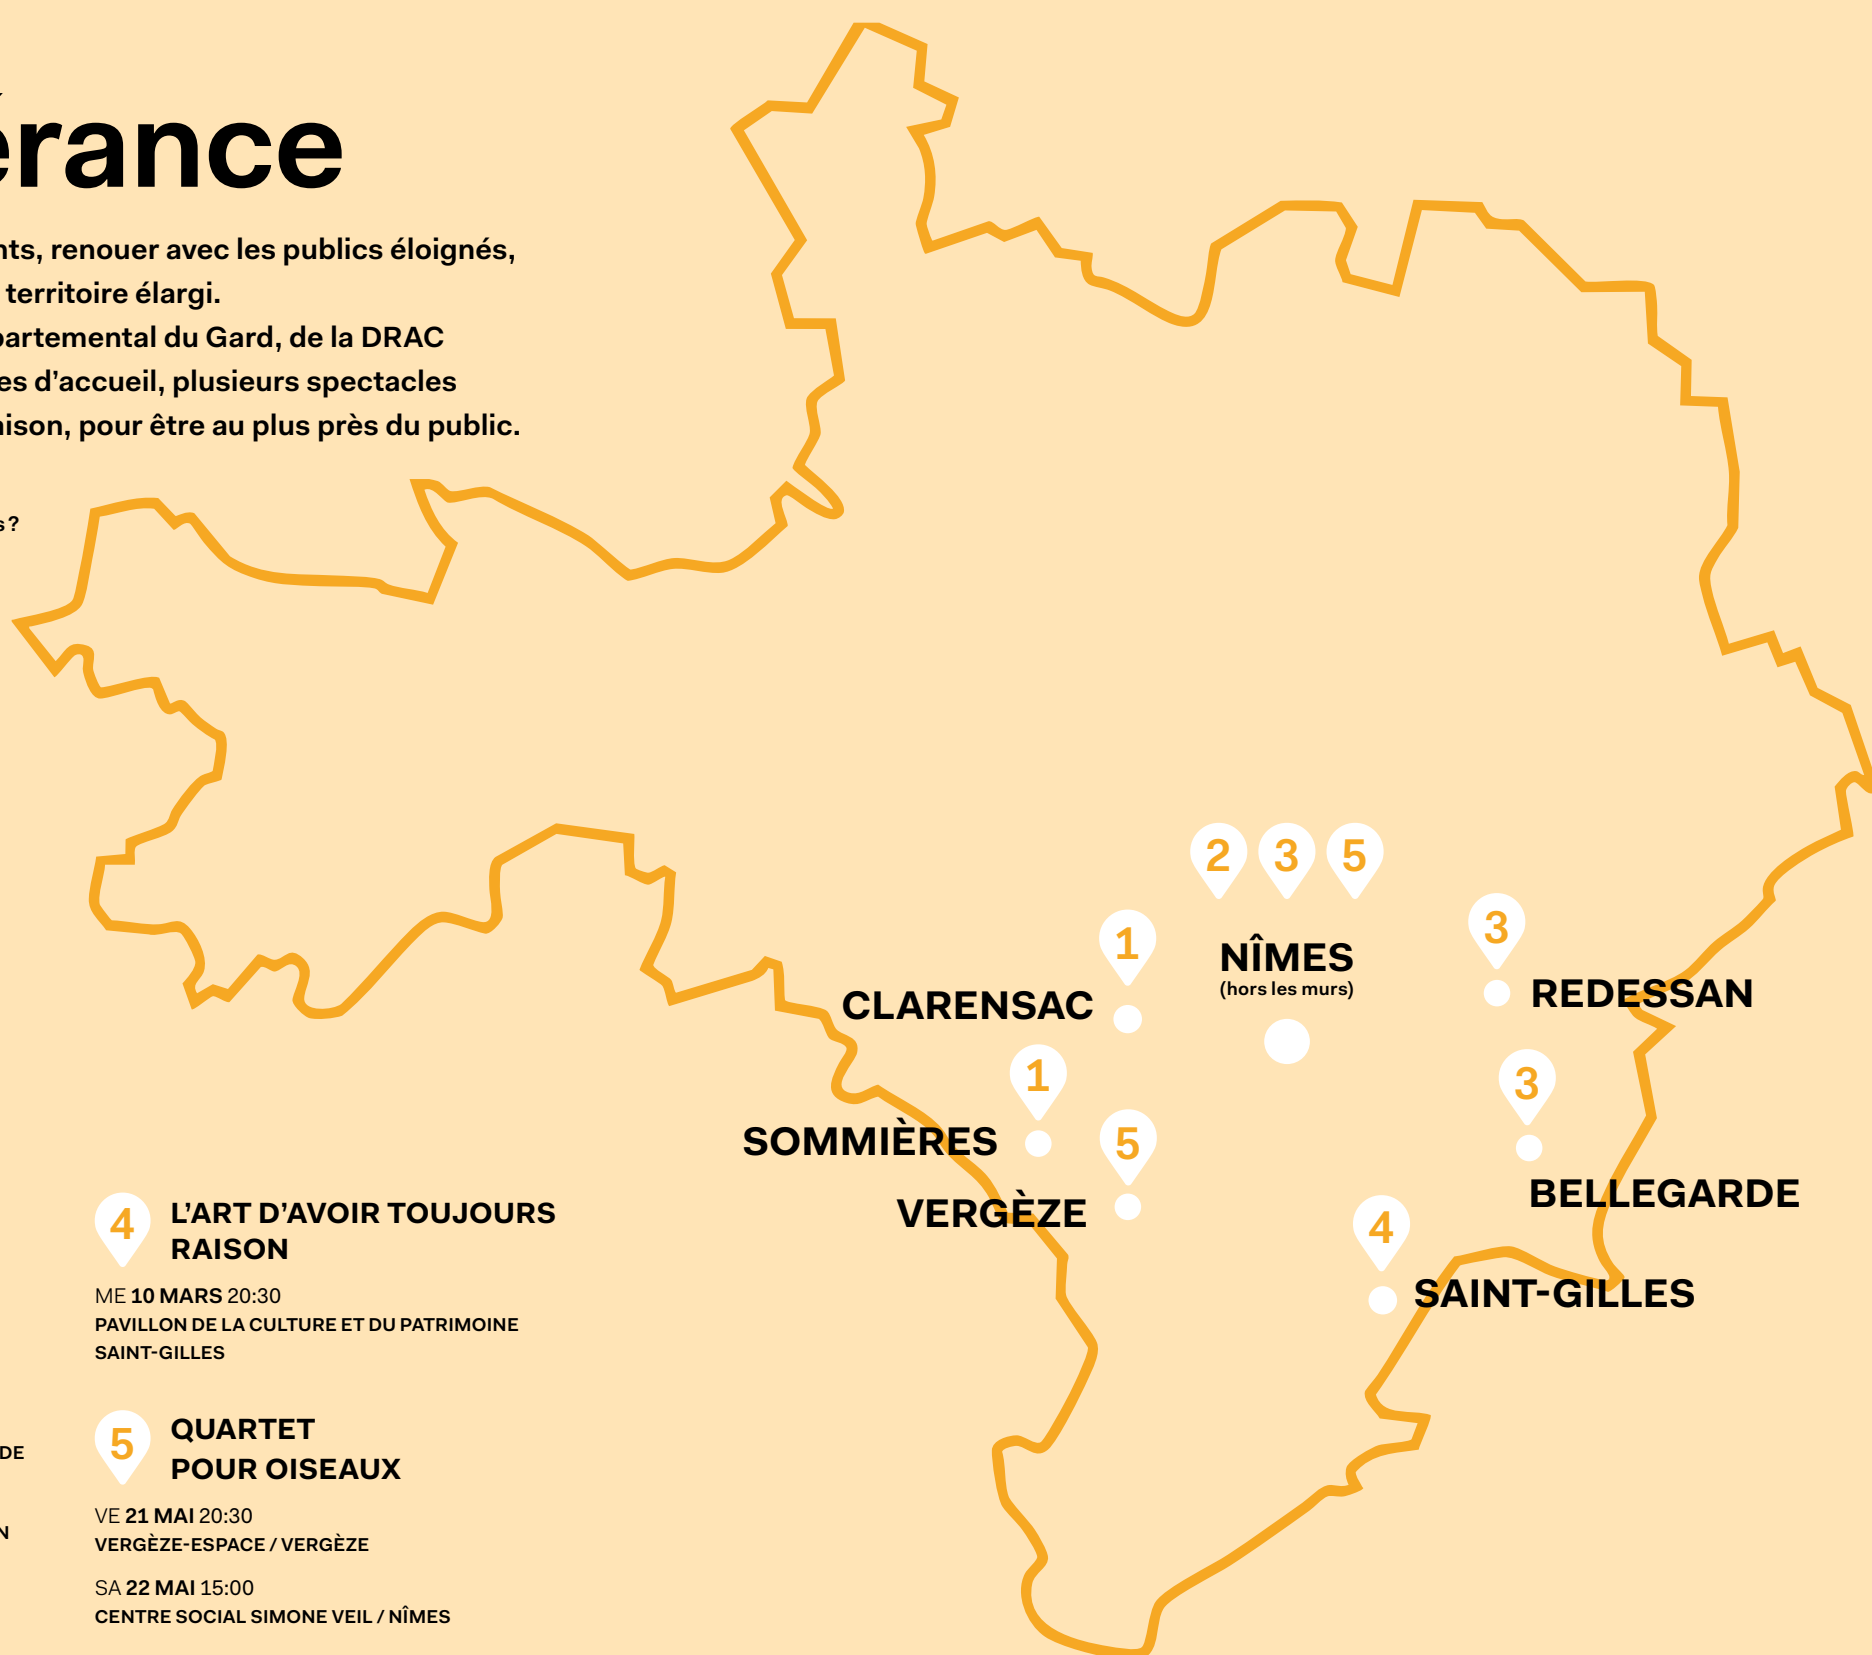 érance
nts, renouer avec les publics éloignés,
territoire élargi.
partemental du Gard, de la DRAC
es d’accueil, plusieurs spectacles
aison, pour être au plus près du public.
s ?
2 3 5
3
1
NÎMES
(hors les murs)
CLARENSAC
REDESSAN
1
3
SOMMIÈRES
5
BELLEGARDE
VERGÈZE
4
SAINT-GILLES
4
L’ART D’AVOIR TOUJOURS
RAISON
ME 10 MARS 20:30
PAVILLON DE LA CULTURE ET DU PATRIMOINE
SAINT-GILLES
5
QUARTET
POUR OISEAUX
VE 21 MAI 20:30
VERGÈZE-ESPACE / VERGÈZE
SA 22 MAI 15:00
CENTRE SOCIAL SIMONE VEIL / NÎMES
DE
N